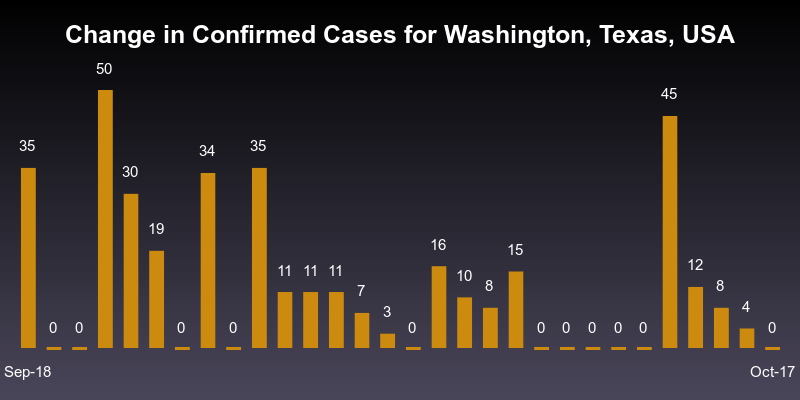 Change in Confirmed Cases for Washington, Texas, USA
35 0 0 50 30 19 0 34 0 35 11 11 11 7 3 0 16 10 8 15 0 0 0 0 0 45 12 8 4 0
Sep-18 Oct-17